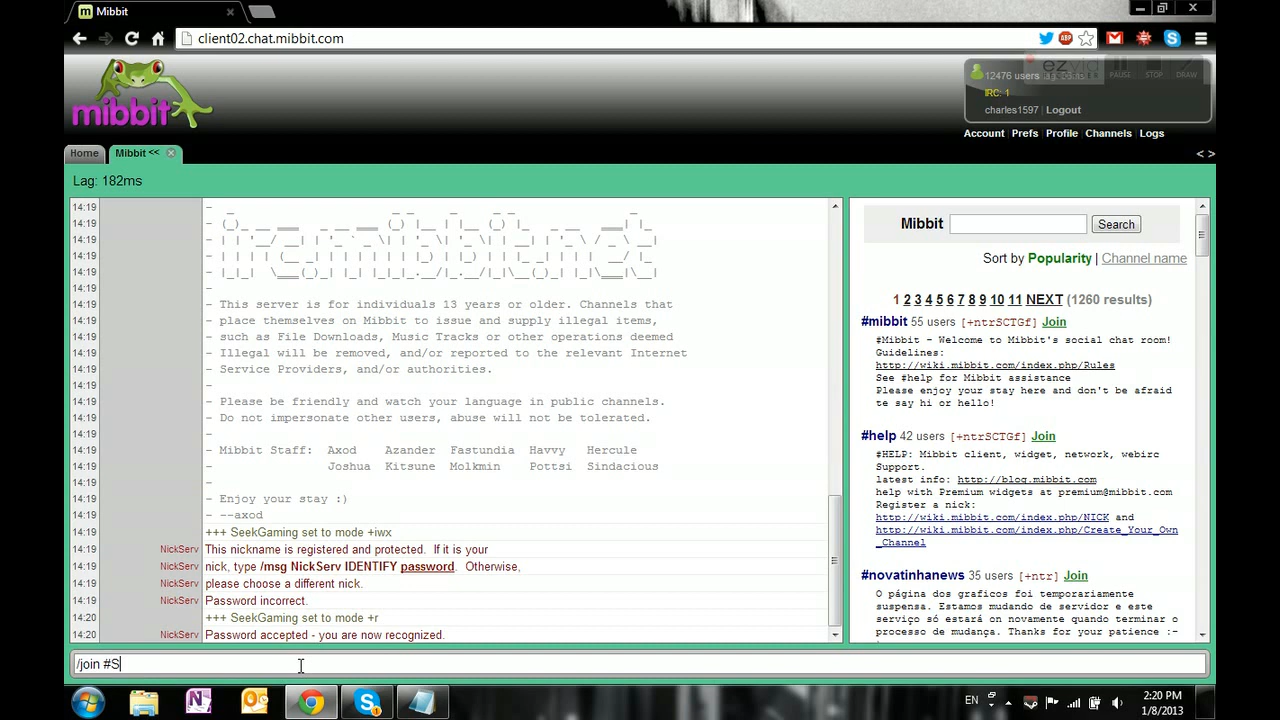 Mibbit
client02.chat.mibbit.com
ABP
mibbit
ezvid
PAUSE STOP DRAW
12476 users
IRC: 1
charles1597 | Logout
Account | Prefs | Profile | Channels | Logs
Home
Mibbit <<
< >
Lag: 182ms
irc.mibbit.net
14:19 - This server is for individuals 13 years or older. Channels that
14:19 - place themselves on Mibbit to issue and supply illegal items,
14:19 - such as File Downloads, Music Tracks or other operations deemed
14:19 - Illegal will be removed, and/or reported to the relevant Internet
14:19 - Service Providers, and/or authorities.
14:19 -
14:19 - Please be friendly and watch your language in public channels.
14:19 - Do not impersonate other users, abuse will not be tolerated.
14:19 -
14:19 - Mibbit Staff: Axod Azander Fastundia Havvy Hercule
14:19 - Joshua Kitsune Molkmin Pottsi Sindacious
14:19 -
14:19 - Enjoy your stay :)
14:19 - --axod
14:19 +++ SeekGaming set to mode +iwx
14:19 NickServ This nickname is registered and protected. If it is your
14:19 NickServ nick, type /msg NickServ IDENTIFY password. Otherwise,
14:19 NickServ please choose a different nick.
14:19 NickServ Password incorrect.
14:20 +++ SeekGaming set to mode +r
14:20 NickServ Password accepted - you are now recognized.
/join #S
Mibbit Search
Sort by Popularity | Channel name
1 2 3 4 5 6 7 8 9 10 11 NEXT (1260 results)
#mibbit 55 users [+ntrSCTGf] Join
#Mibbit - Welcome to Mibbit's social chat room!
Guidelines:
http://wiki.mibbit.com/index.php/Rules
See #help for Mibbit assistance
Please enjoy your stay here and don't be afraid
te say hi or hello!
#help 42 users [+ntrSCTGf] Join
#HELP: Mibbit client, widget, network, webirc
Support.
latest info: http://blog.mibbit.com
help with Premium widgets at premium@mibbit.com
Register a nick:
http://wiki.mibbit.com/index.php/NICK and
http://wiki.mibbit.com/index.php/Create_Your_Own
_Channel
#novatinhanews 35 users [+ntr] Join
O página dos graficos foi temporariamente
suspensa. Estamos mudando de servidor e este
serviço só estará on novamente quando terminar o
processo de mudança. Thanks for your patience :-
EN
2:20 PM
1/8/2013